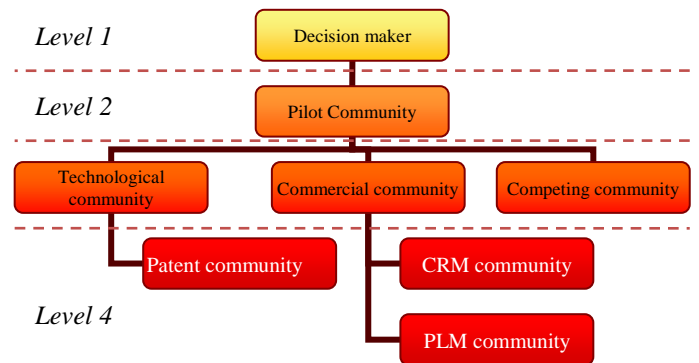 Level 1
Decision maker
Level 2
Pilot Community
Technological
community
Commercial community
Competing community
Patent community
CRM community
Level 4
PLM community